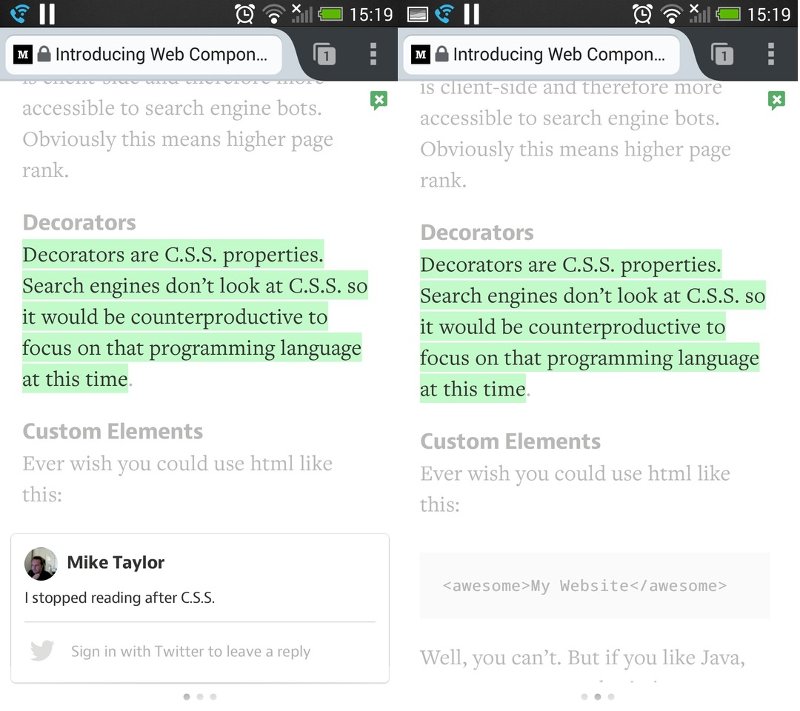 15:19
M Introducing Web Compon...
1
is client-side and therefore more
accessible to search engine bots.
Obviously this means higher page
rank.
Decorators
Decorators are C.S.S. properties.
Search engines don’t look at C.S.S. so
it would be counterproductive to
focus on that programming language
at this time.
Custom Elements
Ever wish you could use html like
this:
Mike Taylor
I stopped reading after C.S.S.
Sign in with Twitter to leave a reply
15:19
M Introducing Web Compon...
1
is client-side and therefore more
accessible to search engine bots.
Obviously this means higher page
rank.
Decorators
Decorators are C.S.S. properties.
Search engines don’t look at C.S.S. so
it would be counterproductive to
focus on that programming language
at this time.
Custom Elements
Ever wish you could use html like
this:
<awesome>My Website</awesome>
Well, you can’t. But if you like Java,